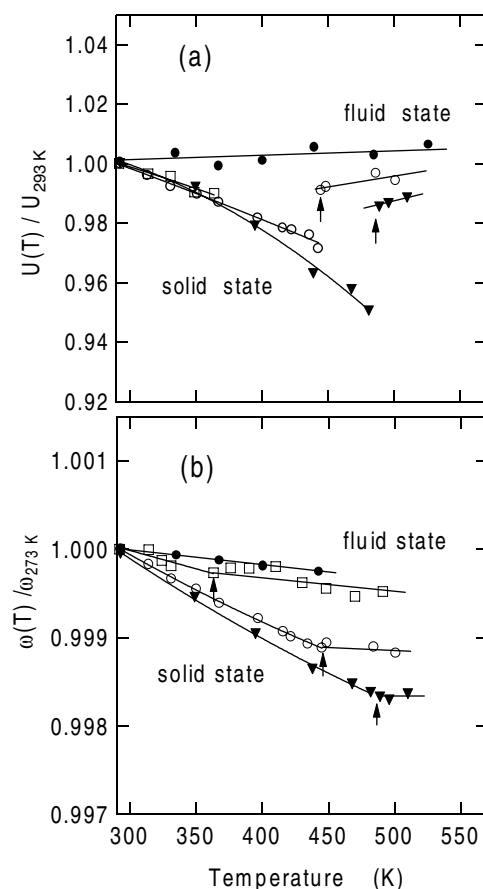 1.04
(a)
fluid state
1.02
1.00
0.98
0.96
0.94
0.92
solid state
U(T) / U293 K
1.001
(b)
1.000
fluid state
0.999
solid state
0.998
0.997
ω(T) /ω273 K
300 350 400 450 500 550
Temperature (K)